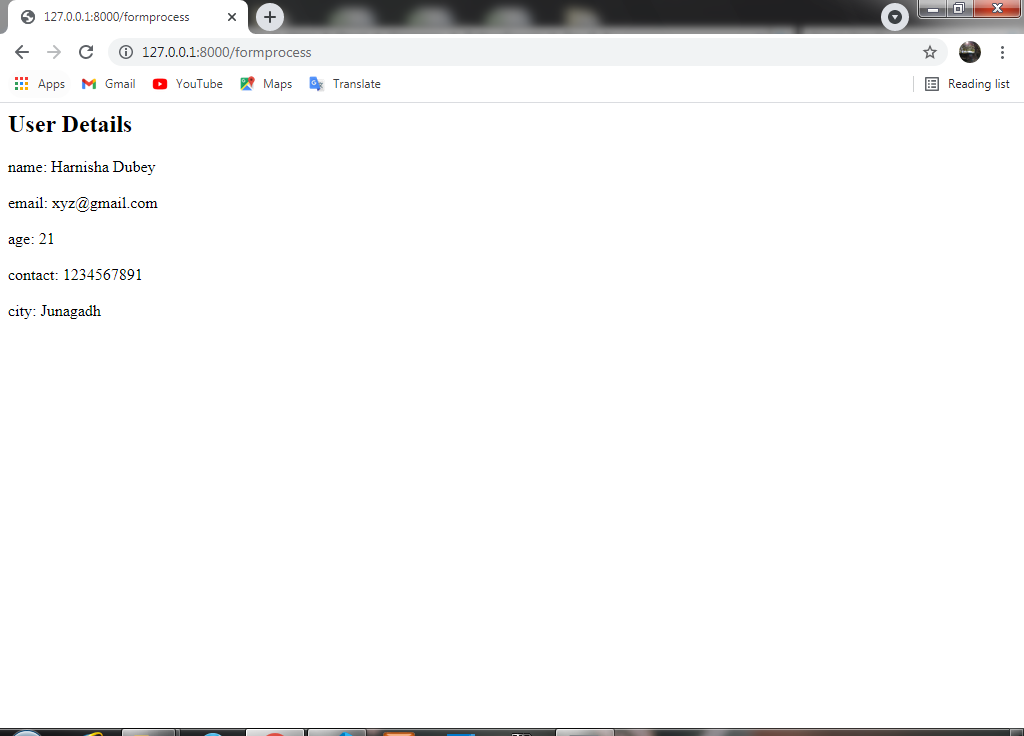 127.0.0.1:8000/formprocess
127.0.0.1:8000/formprocess
Apps Gmail YouTube Maps Translate Reading list
User Details
name: Harnisha Dubey
email: xyz@gmail.com
age: 21
contact: 1234567891
city: Junagadh